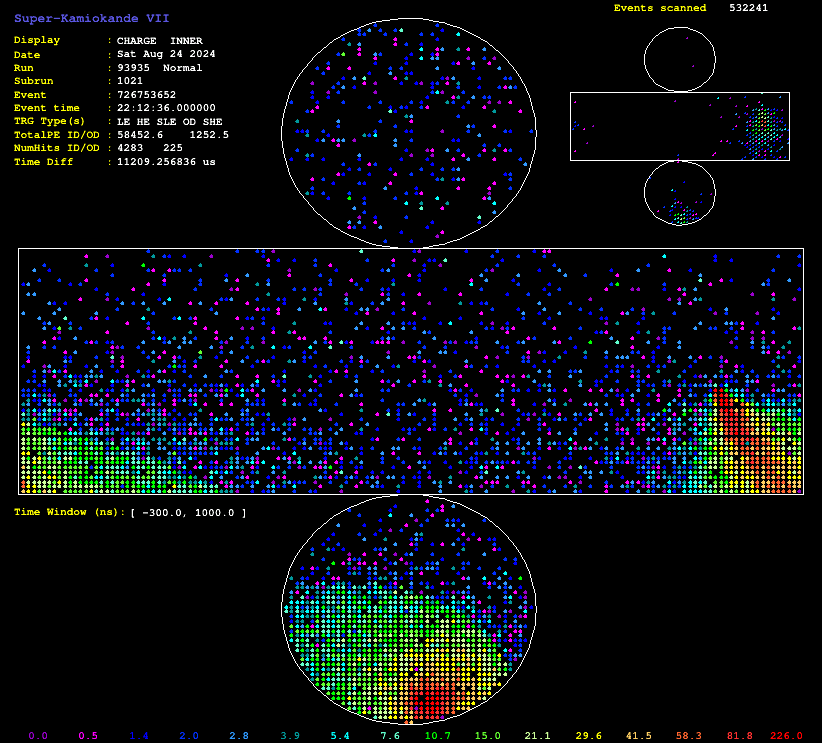 Super-Kamiokande VII
Events scanned 532241
Display : CHARGE INNER
Date : Sat Aug 24 2024
Run : 93935 Normal
Subrun : 1021
Event : 726753652
Event time : 22:12:36.000000
TRG Type(s) : LE HE SLE OD SHE
TotalPE ID/OD : 58452.6 1252.5
NumHits ID/OD : 4283 225
Time Diff : 11209.256836 us
Time Window (ns): [ -300.0, 1000.0 ]
0.0 0.5 1.4 2.0 2.8 3.9 5.4 7.6 10.7 15.0 21.1 29.6 41.5 58.3 81.8 226.0